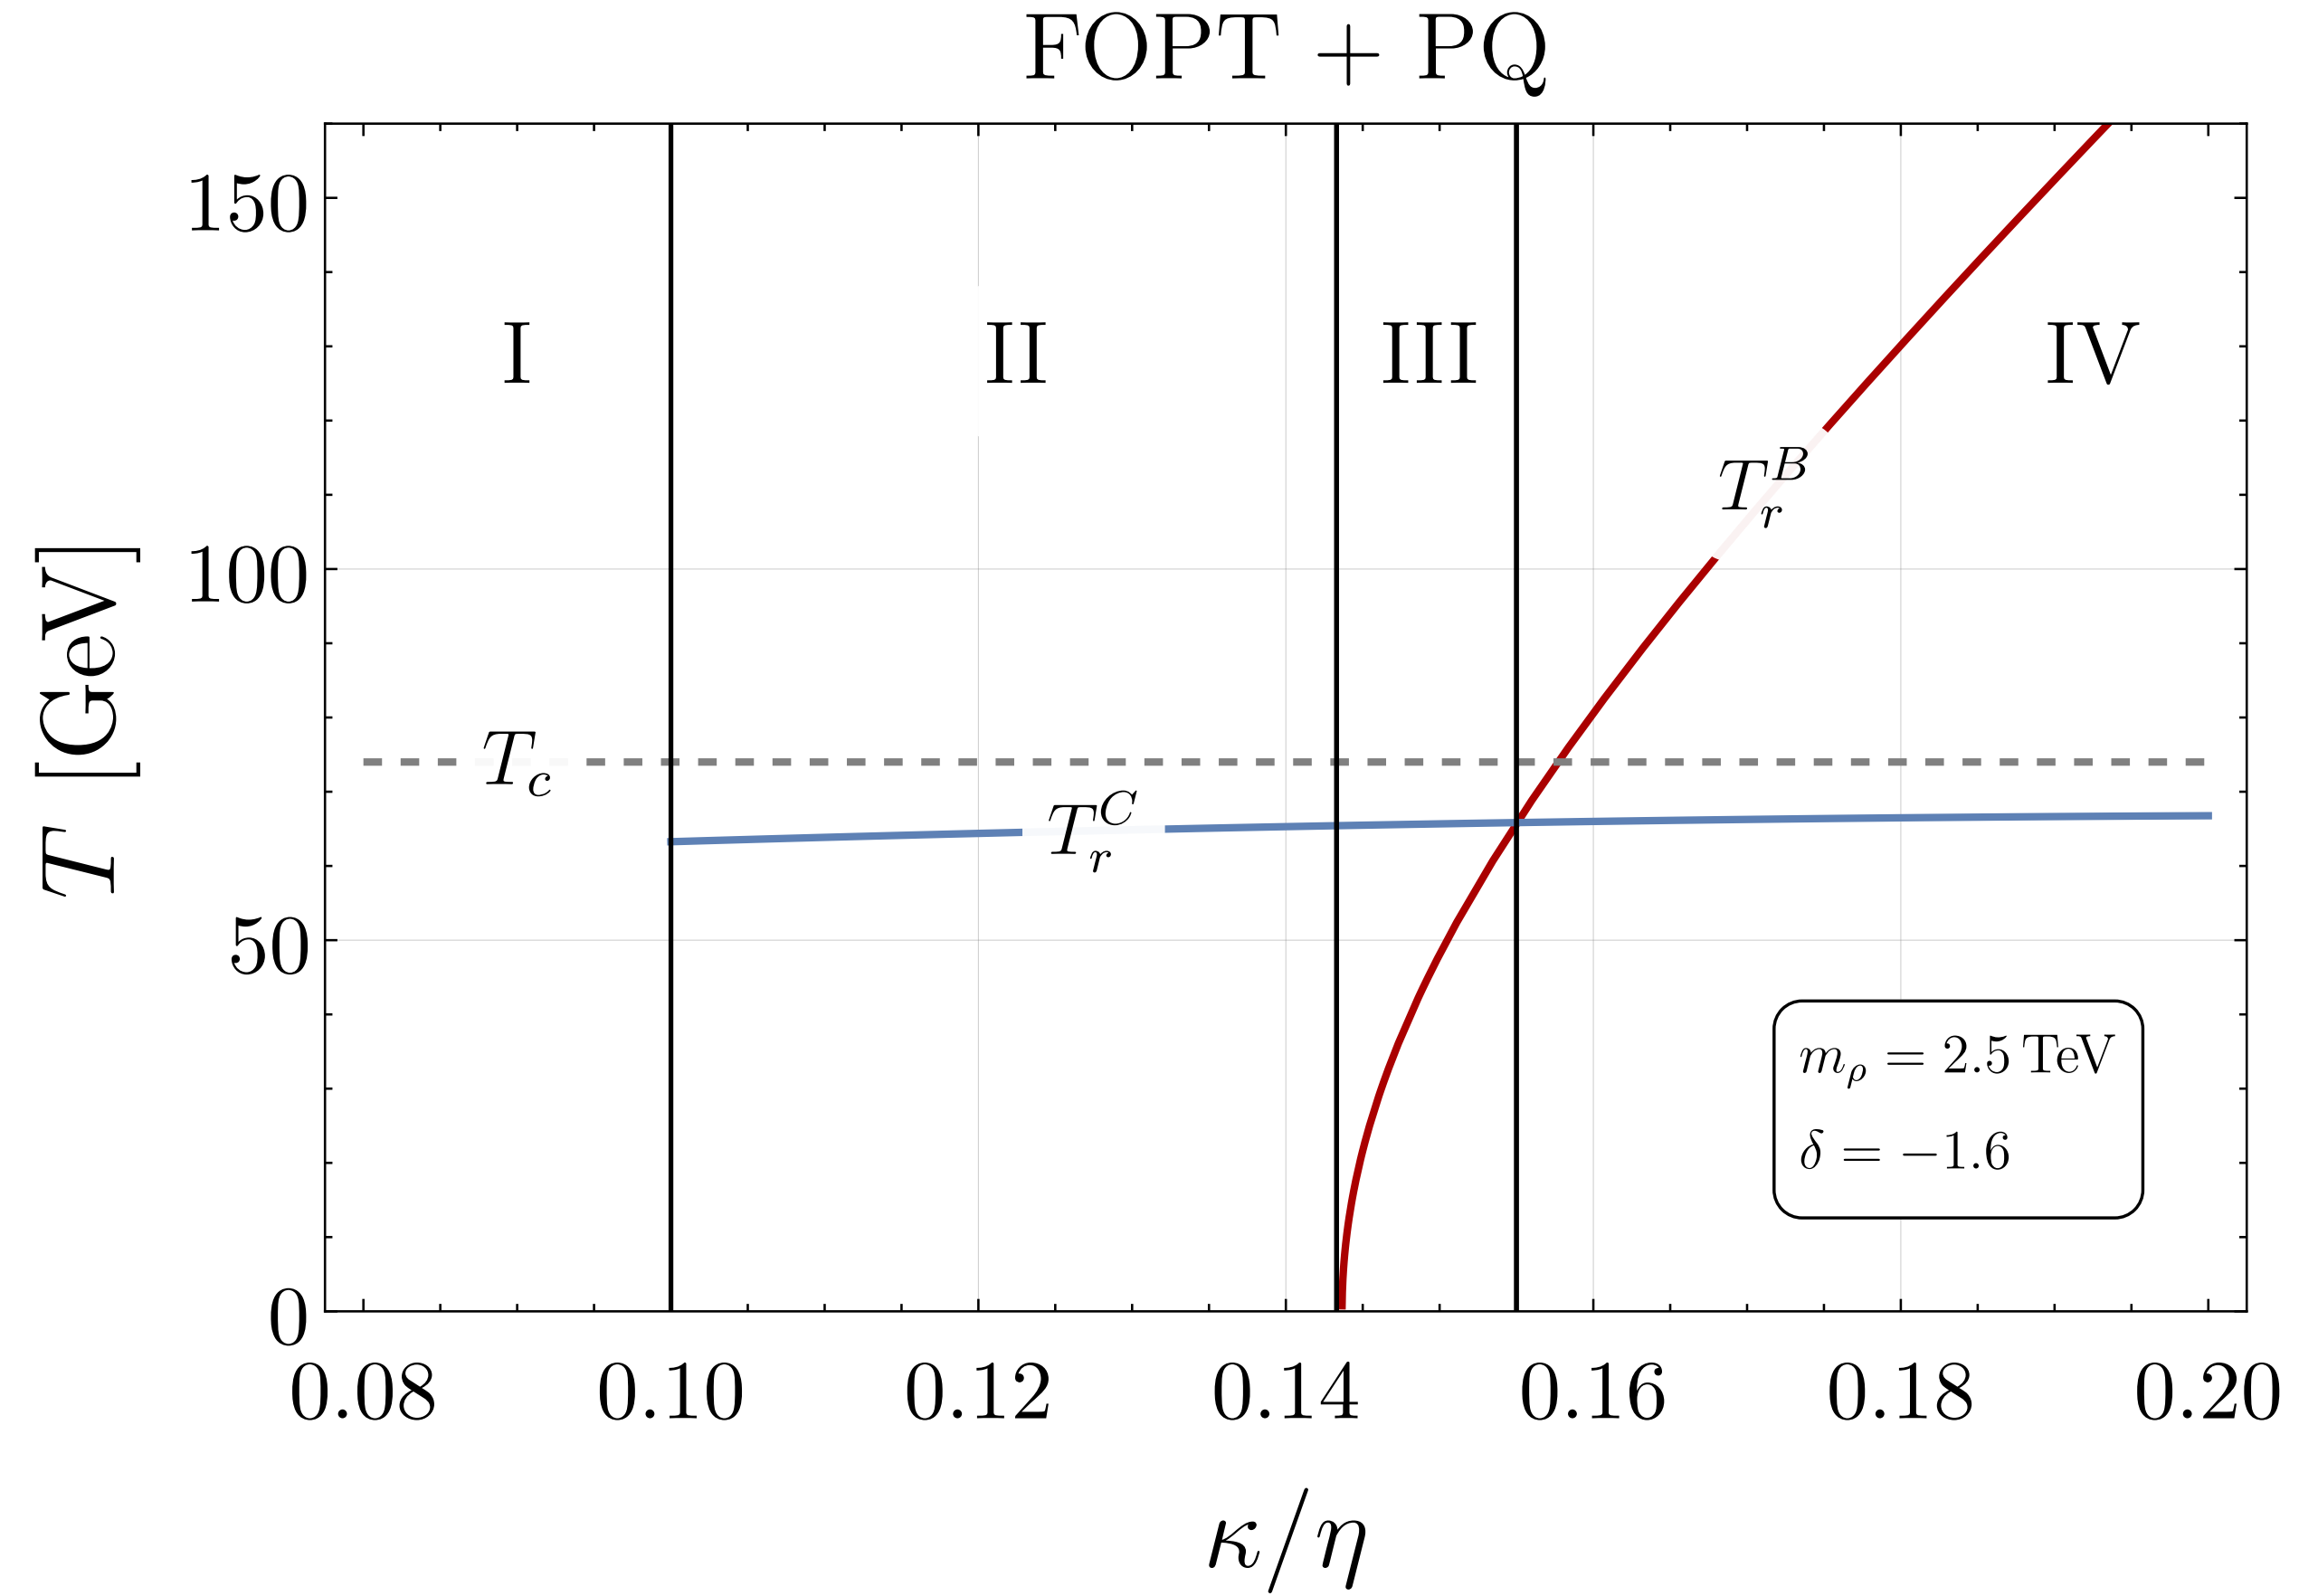 FOPT + PQ
T [GeV]
150
100
50
0
I
II
III
IV
T_r^B
T_c
T_r^C
m_ρ = 2.5 TeV
δ = −1.6
0.08 0.10 0.12 0.14 0.16 0.18 0.20
κ/η